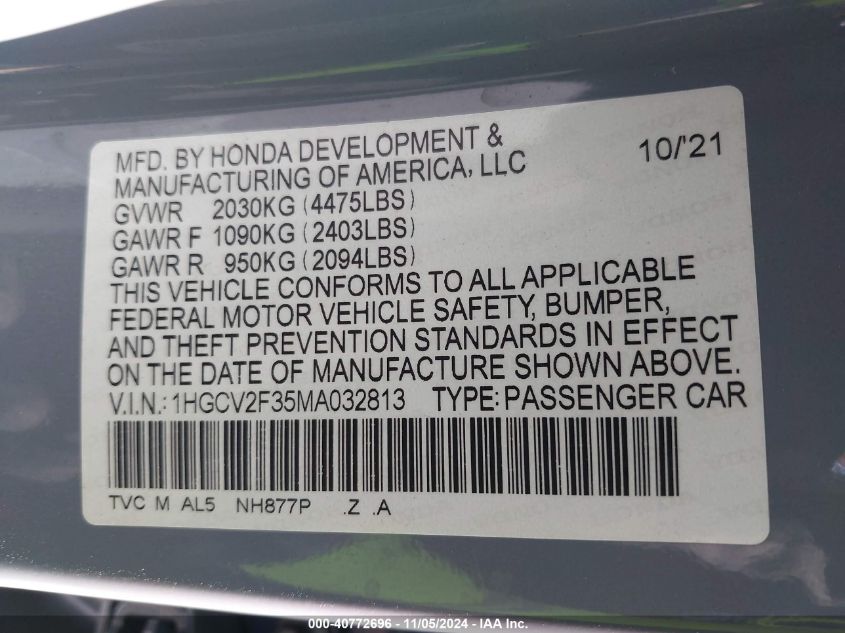 MFD. BY HONDA DEVELOPMENT & 10/'21
MANUFACTURING OF AMERICA, LLC
GVWR 2030KG (4475LBS)
GAWR F 1090KG (2403LBS)
GAWR R 950KG (2094LBS)
THIS VEHICLE CONFORMS TO ALL APPLICABLE
FEDERAL MOTOR VEHICLE SAFETY, BUMPER,
AND THEFT PREVENTION STANDARDS IN EFFECT
ON THE DATE OF MANUFACTURE SHOWN ABOVE.
V.I.N.: 1HGCV2F35MA032813 TYPE: PASSENGER CAR
TVC M AL5 NH877P .Z .A
000-40772696 - 11/05/2024 - IAA Inc.